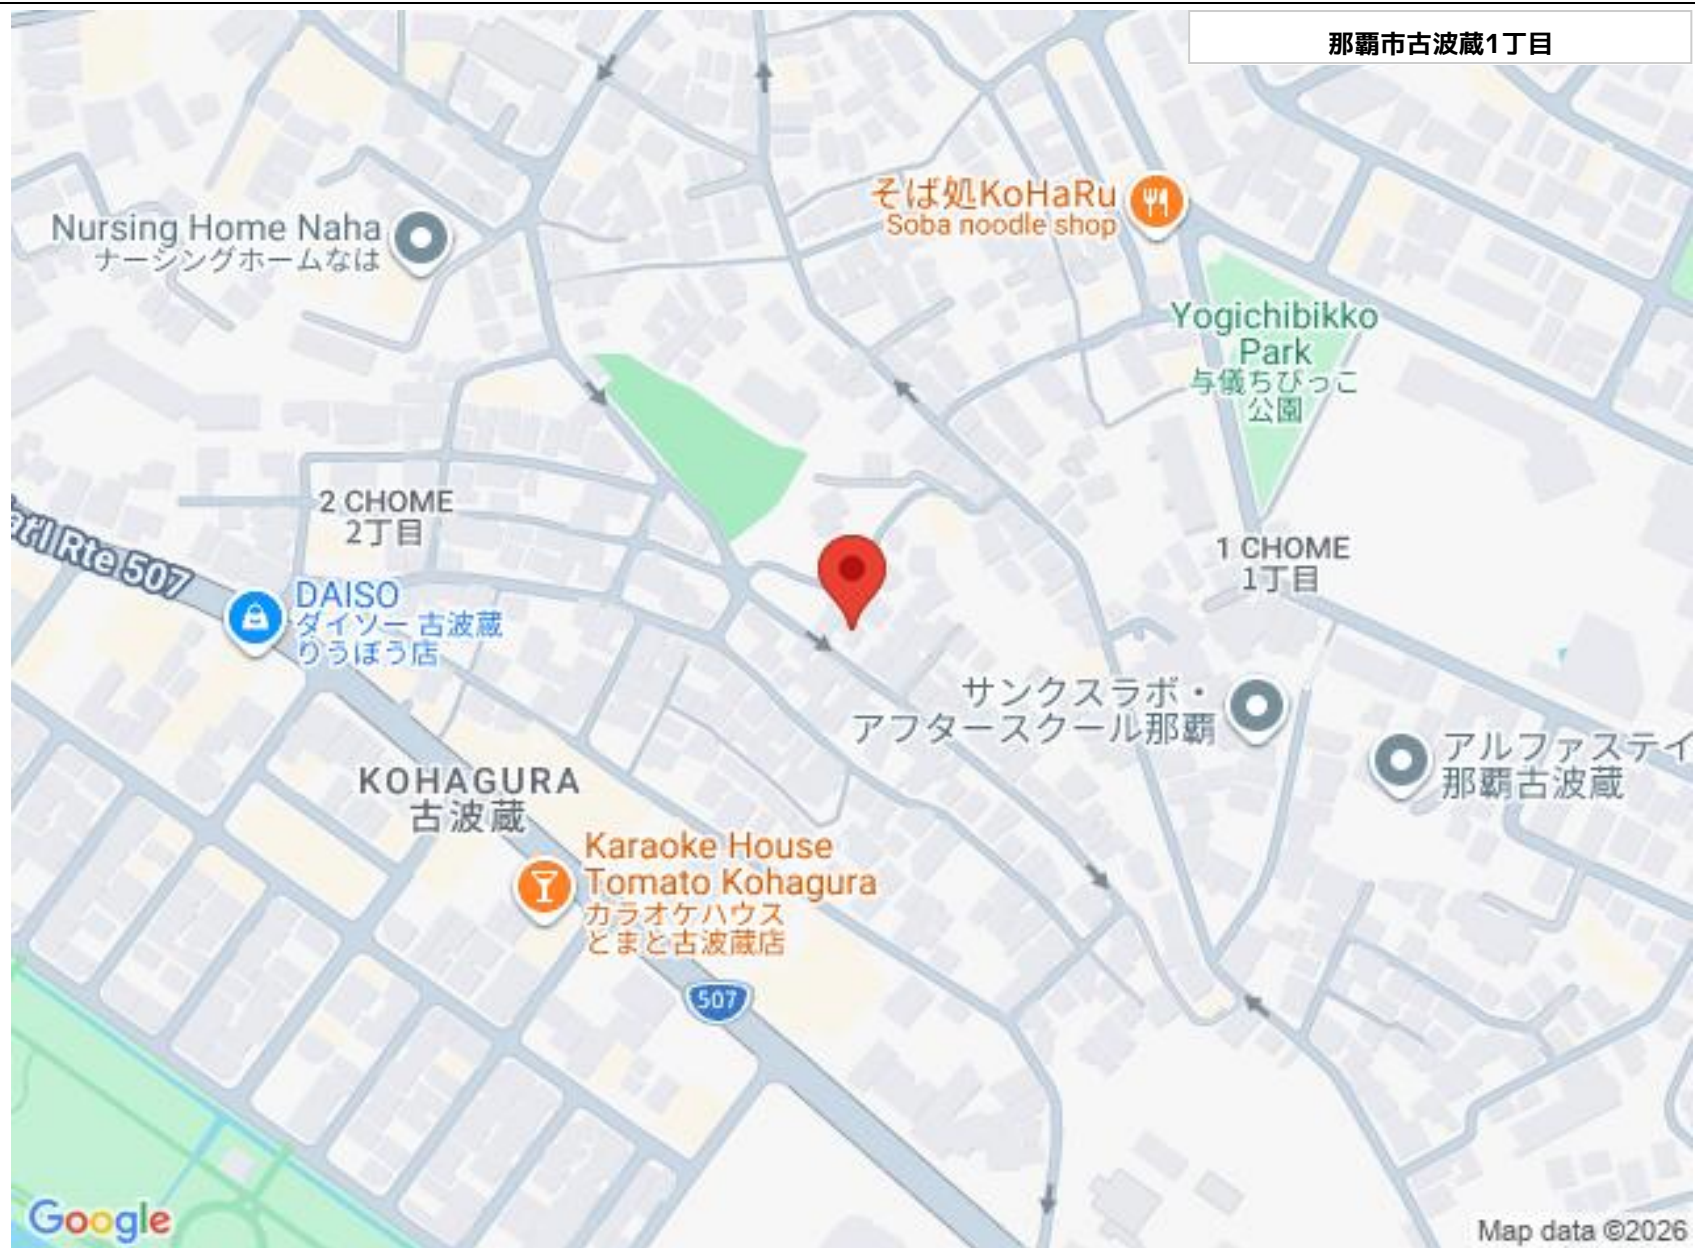 那覇市古波蔵1丁目
そば処KoHaRu
Soba noodle shop
Nursing Home Naha
ナーシングホームなは
Yogichibikko
Park
与儀ちびっこ
公園
2 CHOME
2丁目
1 CHOME
1丁目
at'l Rte 507
DAISO
ダイソー 古波蔵
りうぼう店
サンクスラボ・
アフタースクール那覇
アルファステイ
那覇古波蔵
KOHAGURA
古波蔵
Karaoke House
Tomato Kohagura
カラオケハウス
とまと古波蔵店
507
Google
Map data ©2026